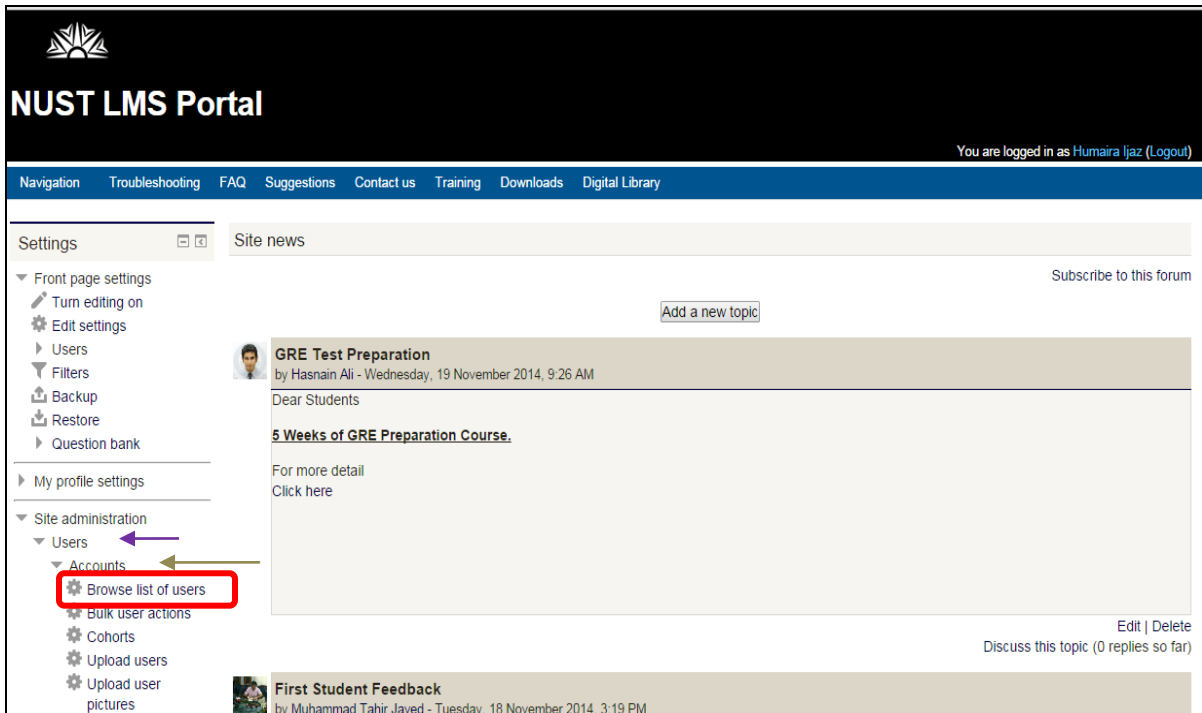 NUST LMS Portal
You are logged in as Humaira Ijaz (Logout)
Navigation Troubleshooting FAQ Suggestions Contact us Training Downloads Digital Library
Settings
Front page settings
Turn editing on
Edit settings
Users
Filters
Backup
Restore
Question bank
My profile settings
Site administration
Users
Accounts
Browse list of users
Bulk user actions
Cohorts
Upload users
Upload user
pictures
Site news
Subscribe to this forum
Add a new topic
GRE Test Preparation
by Hasnain Ali - Wednesday, 19 November 2014, 9:26 AM
Dear Students
5 Weeks of GRE Preparation Course.
For more detail
Click here
Edit | Delete
Discuss this topic (0 replies so far)
First Student Feedback
by Muhammad Tahir Javed - Tuesday, 18 November 2014, 3:19 PM